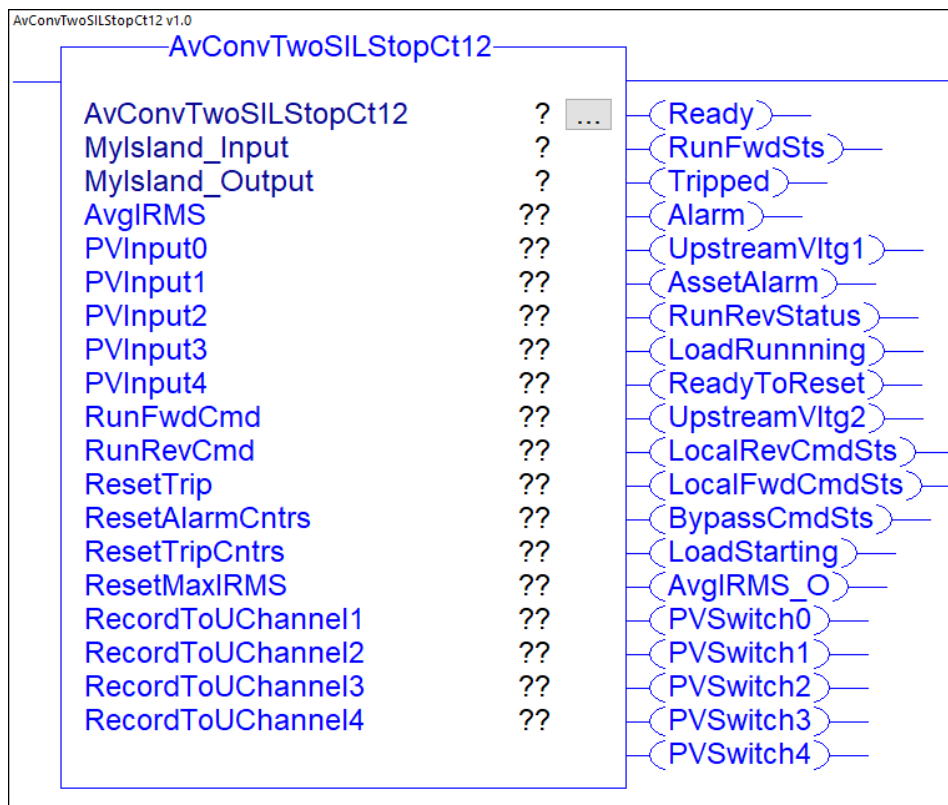 AvConvTwoSILStopCt12 v1.0
AvConvTwoSILStopCt12
AvConvTwoSILStopCt12 ? ... Ready
MyIsland_Input ? RunFwdSts
MyIsland_Output ? Tripped
AvgIRMS ?? Alarm
PVInput0 ?? UpstreamVltg1
PVInput1 ?? AssetAlarm
PVInput2 ?? RunRevStatus
PVInput3 ?? LoadRunnning
PVInput4 ?? ReadyToReset
RunFwdCmd ?? UpstreamVltg2
RunRevCmd ?? LocalRevCmdSts
ResetTrip ?? LocalFwdCmdSts
ResetAlarmCntrs ?? BypassCmdSts
ResetTripCntrs ?? LoadStarting
ResetMaxIRMS ?? AvgIRMS_O
RecordToUChannel1 ?? PVSwitch0
RecordToUChannel2 ?? PVSwitch1
RecordToUChannel3 ?? PVSwitch2
RecordToUChannel4 ?? PVSwitch3
PVSwitch4